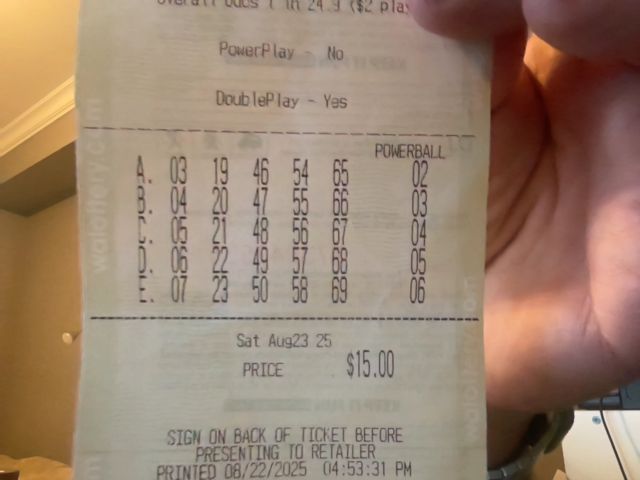 Overall odds 1 in 24.9 ($2 play
PowerPlay - No
DoublePlay - Yes
POWERBALL
A. 03 19 46 54 65 02
B. 04 20 47 55 66 03
C. 05 21 48 56 67 04
D. 06 22 49 57 68 05
E. 07 23 50 58 69 06
Sat Aug23 25
PRICE $15.00
SIGN ON BACK OF TICKET BEFORE
PRESENTING TO RETAILER
PRINTED 08/22/2025 04:53:31 PM
walottery.com